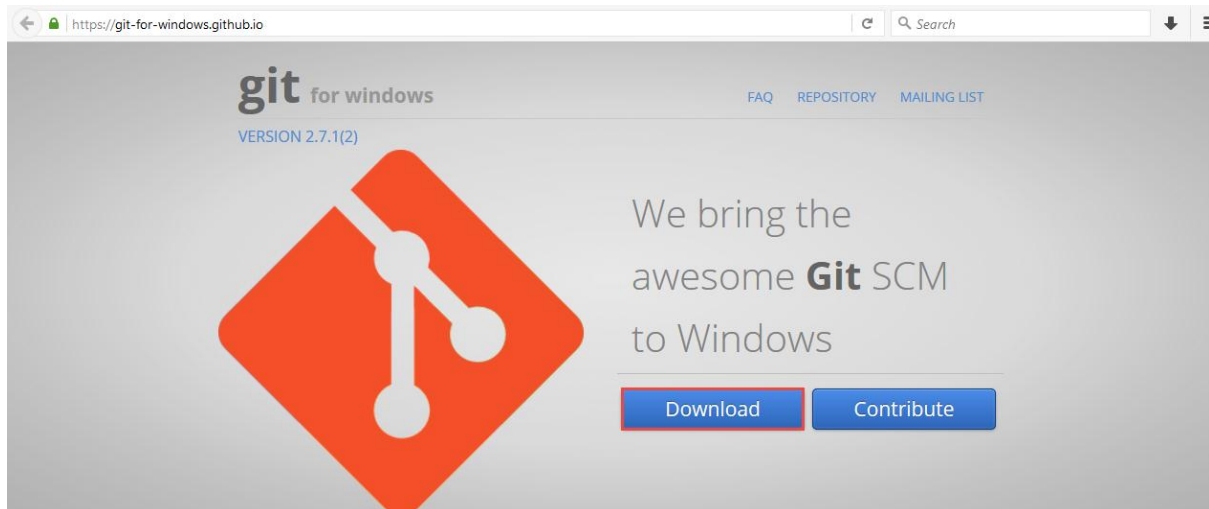 https://git-for-windows.github.io
Search
git for windows
FAQ REPOSITORY MAILING LIST
VERSION 2.7.1(2)
We bring the
awesome Git SCM
to Windows
Download Contribute